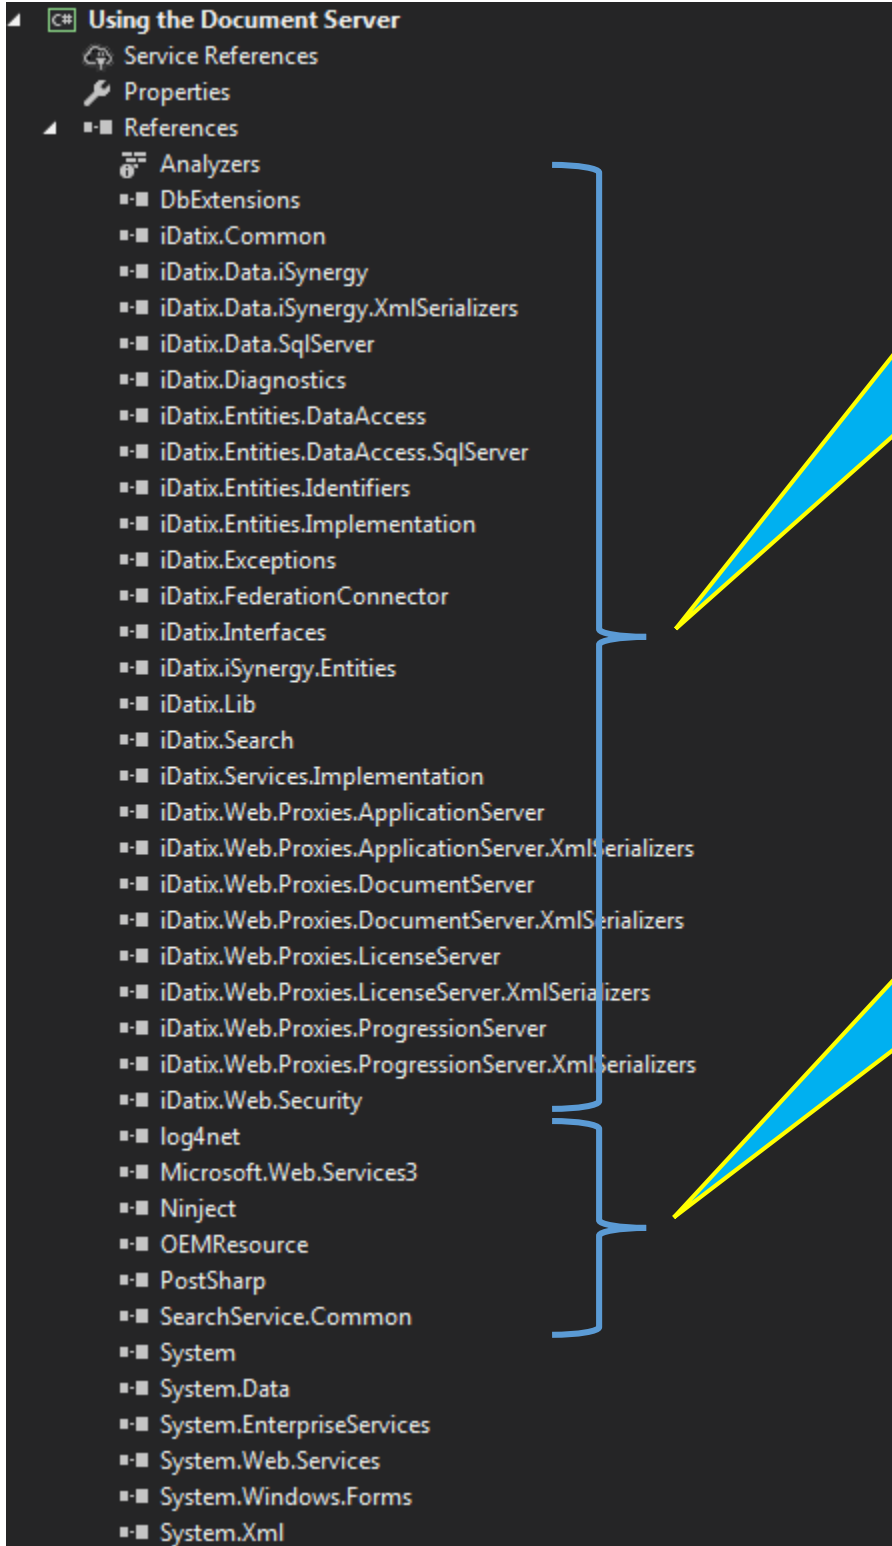 Using the Document Server
Service References
Properties
References
Analyzers
DbExtensions
iDatix.Common
iDatix.Data.iSynergy
iDatix.Data.iSynergy.XmlSerializers
iDatix.Data.SqlServer
iDatix.Diagnostics
iDatix.Entities.DataAccess
iDatix.Entities.DataAccess.SqlServer
iDatix.Entities.Identifiers
iDatix.Entities.Implementation
iDatix.Exceptions
iDatix.FederationConnector
iDatix.Interfaces
iDatix.iSynergy.Entities
iDatix.Lib
iDatix.Search
iDatix.Services.Implementation
iDatix.Web.Proxies.ApplicationServer
iDatix.Web.Proxies.ApplicationServer.XmlSerializers
iDatix.Web.Proxies.DocumentServer
iDatix.Web.Proxies.DocumentServer.XmlSerializers
iDatix.Web.Proxies.LicenseServer
iDatix.Web.Proxies.LicenseServer.XmlSerializers
iDatix.Web.Proxies.ProgressionServer
iDatix.Web.Proxies.ProgressionServer.XmlSerializers
iDatix.Web.Security
log4net
Microsoft.Web.Services3
Ninject
OEMResource
PostSharp
SearchService.Common
System
System.Data
System.EnterpriseServices
System.Web.Services
System.Windows.Forms
System.Xml